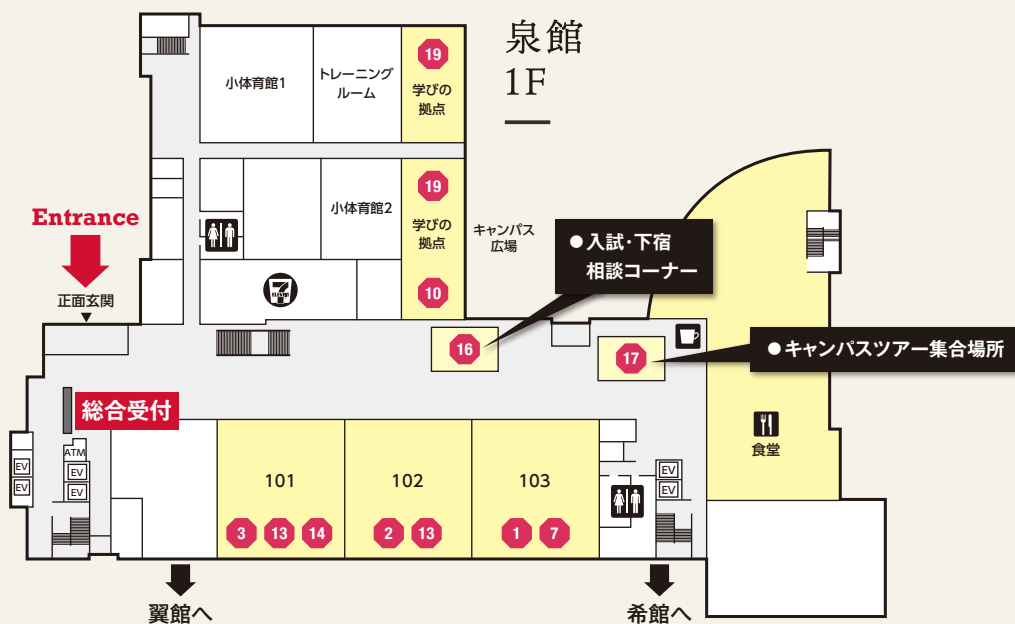 泉館
1F
19
小体育館1
トレーニング
ルーム
学びの
拠点
19
小体育館2
学びの
拠点
キャンパス
広場
Entrance
正面玄関
● 入試・下宿
相談コーナー
7
ELEVEN
10
16
17
● キャンパスツアー集合場所
総合受付
ATM
EV
EV
EV
EV
食堂
101
102
103
EV
EV
3
13
14
2
13
1
7
翼館へ
希館へ